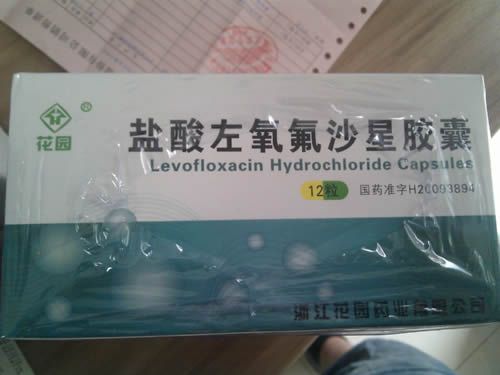 花园®
盐酸左氧氟沙星胶囊
Levofloxacin Hydrochloride Capsules
12粒
国药准字H20093894
浙江花园药业有限公司